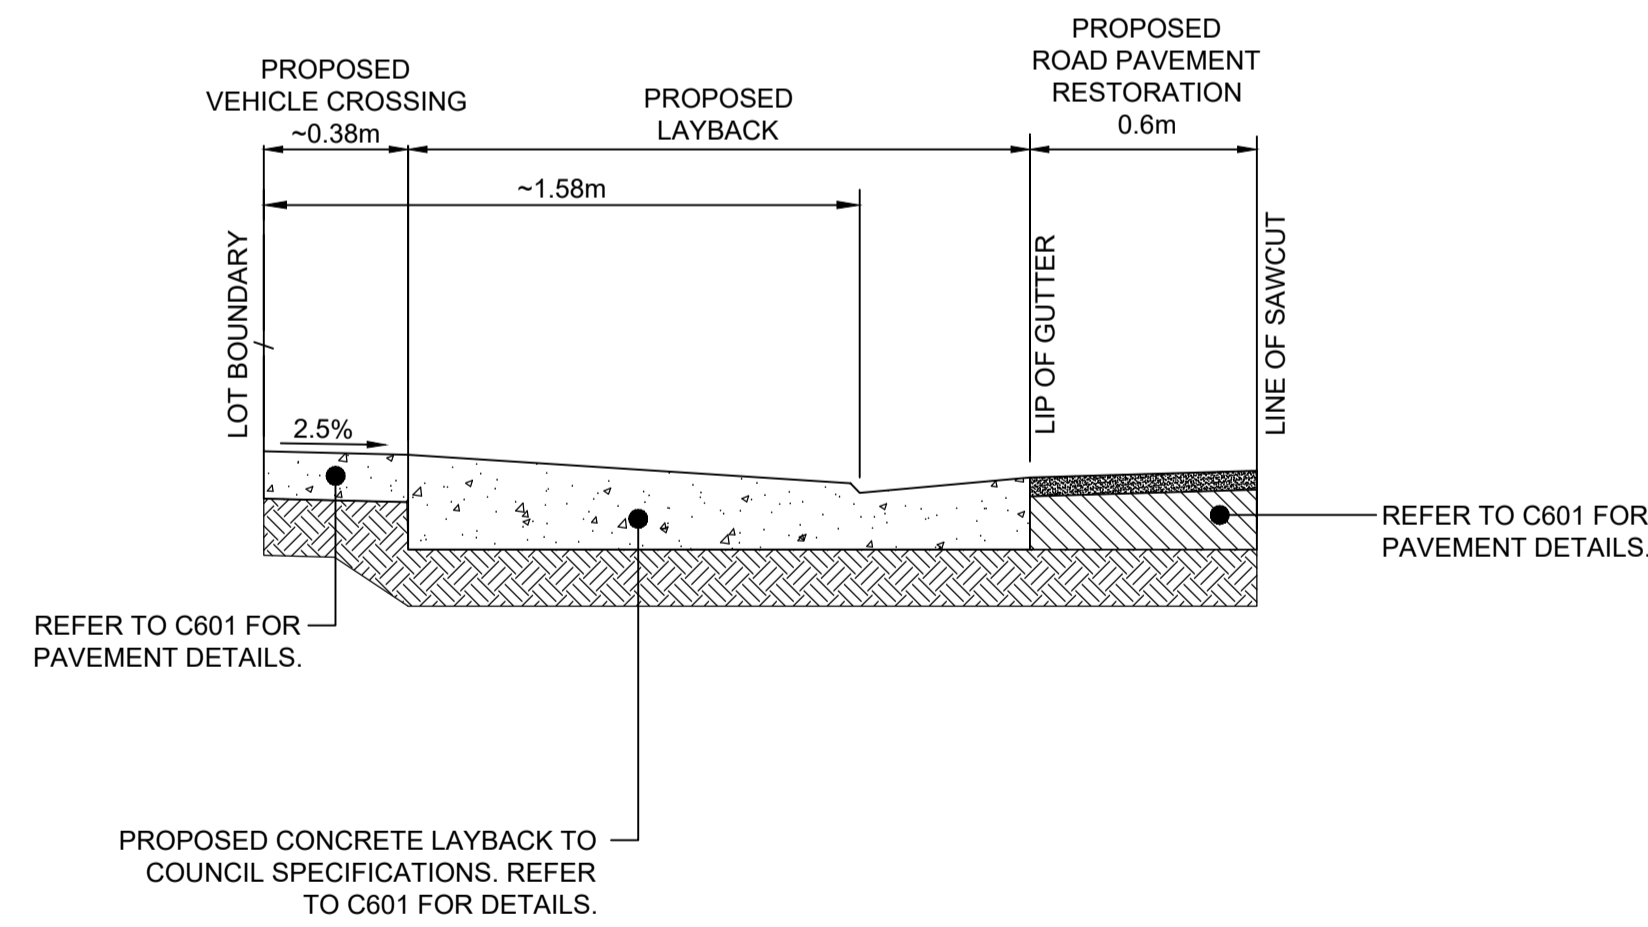 PROPOSED
VEHICLE CROSSING
~0.38m
PROPOSED
LAYBACK
PROPOSED
ROAD PAVEMENT
RESTORATION
0.6m
~1.58m
LOT BOUNDARY
LIP OF GUTTER
LINE OF SAWCUT
2.5%
REFER TO C601 FOR
PAVEMENT DETAILS.
REFER TO C601 FOR
PAVEMENT DETAILS.
PROPOSED CONCRETE LAYBACK TO
COUNCIL SPECIFICATIONS. REFER
TO C601 FOR DETAILS.